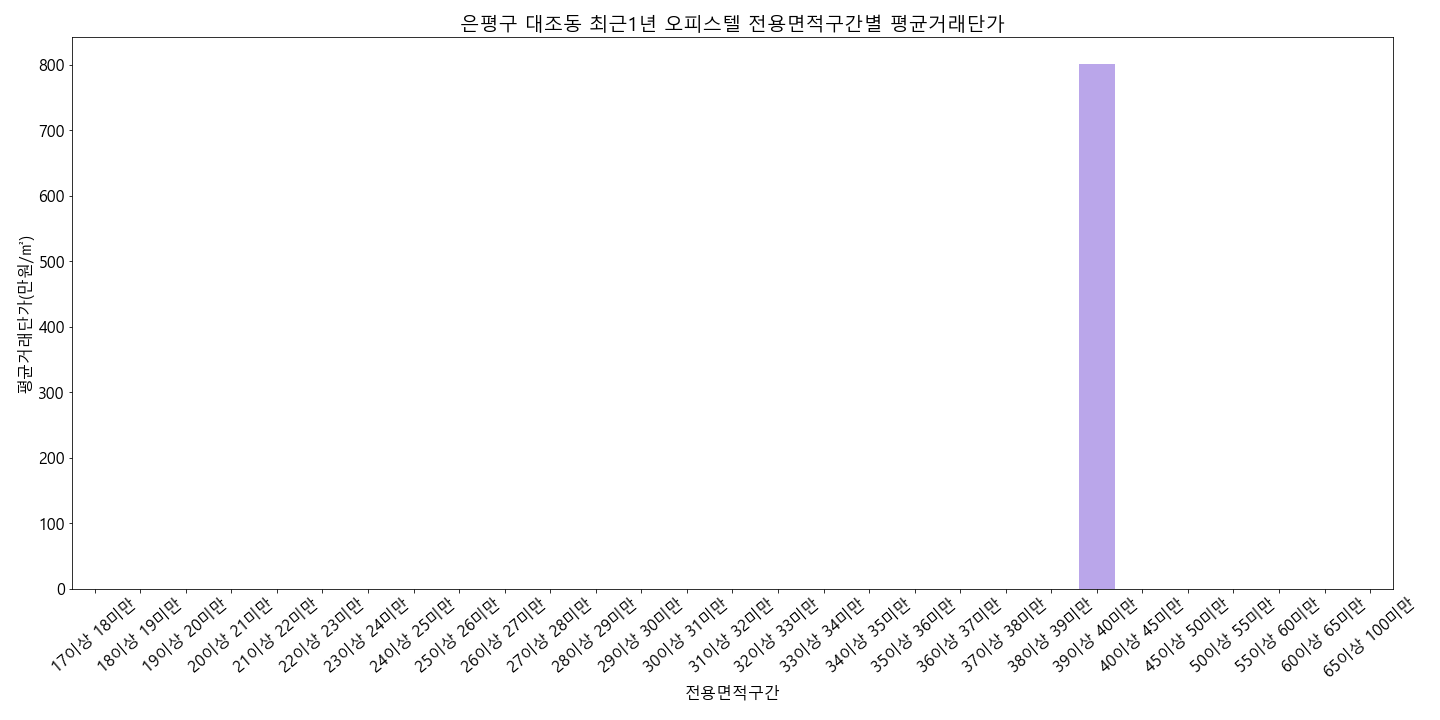 은평구 대조동 최근1년 오피스텔 전용면적구간별 평균거래단가
평균거래단가(만원/㎡)
800
700
600
500
400
300
200
100
0
17이상 18미만
18이상 19미만
19이상 20미만
20이상 21미만
21이상 22미만
22이상 23미만
23이상 24미만
24이상 25미만
25이상 26미만
26이상 27미만
27이상 28미만
28이상 29미만
29이상 30미만
30이상 31미만
31이상 32미만
32이상 33미만
33이상 34미만
34이상 35미만
35이상 36미만
36이상 37미만
37이상 38미만
38이상 39미만
39이상 40미만
40이상 45미만
45이상 50미만
50이상 55미만
55이상 60미만
60이상 65미만
65이상 100미만
전용면적구간